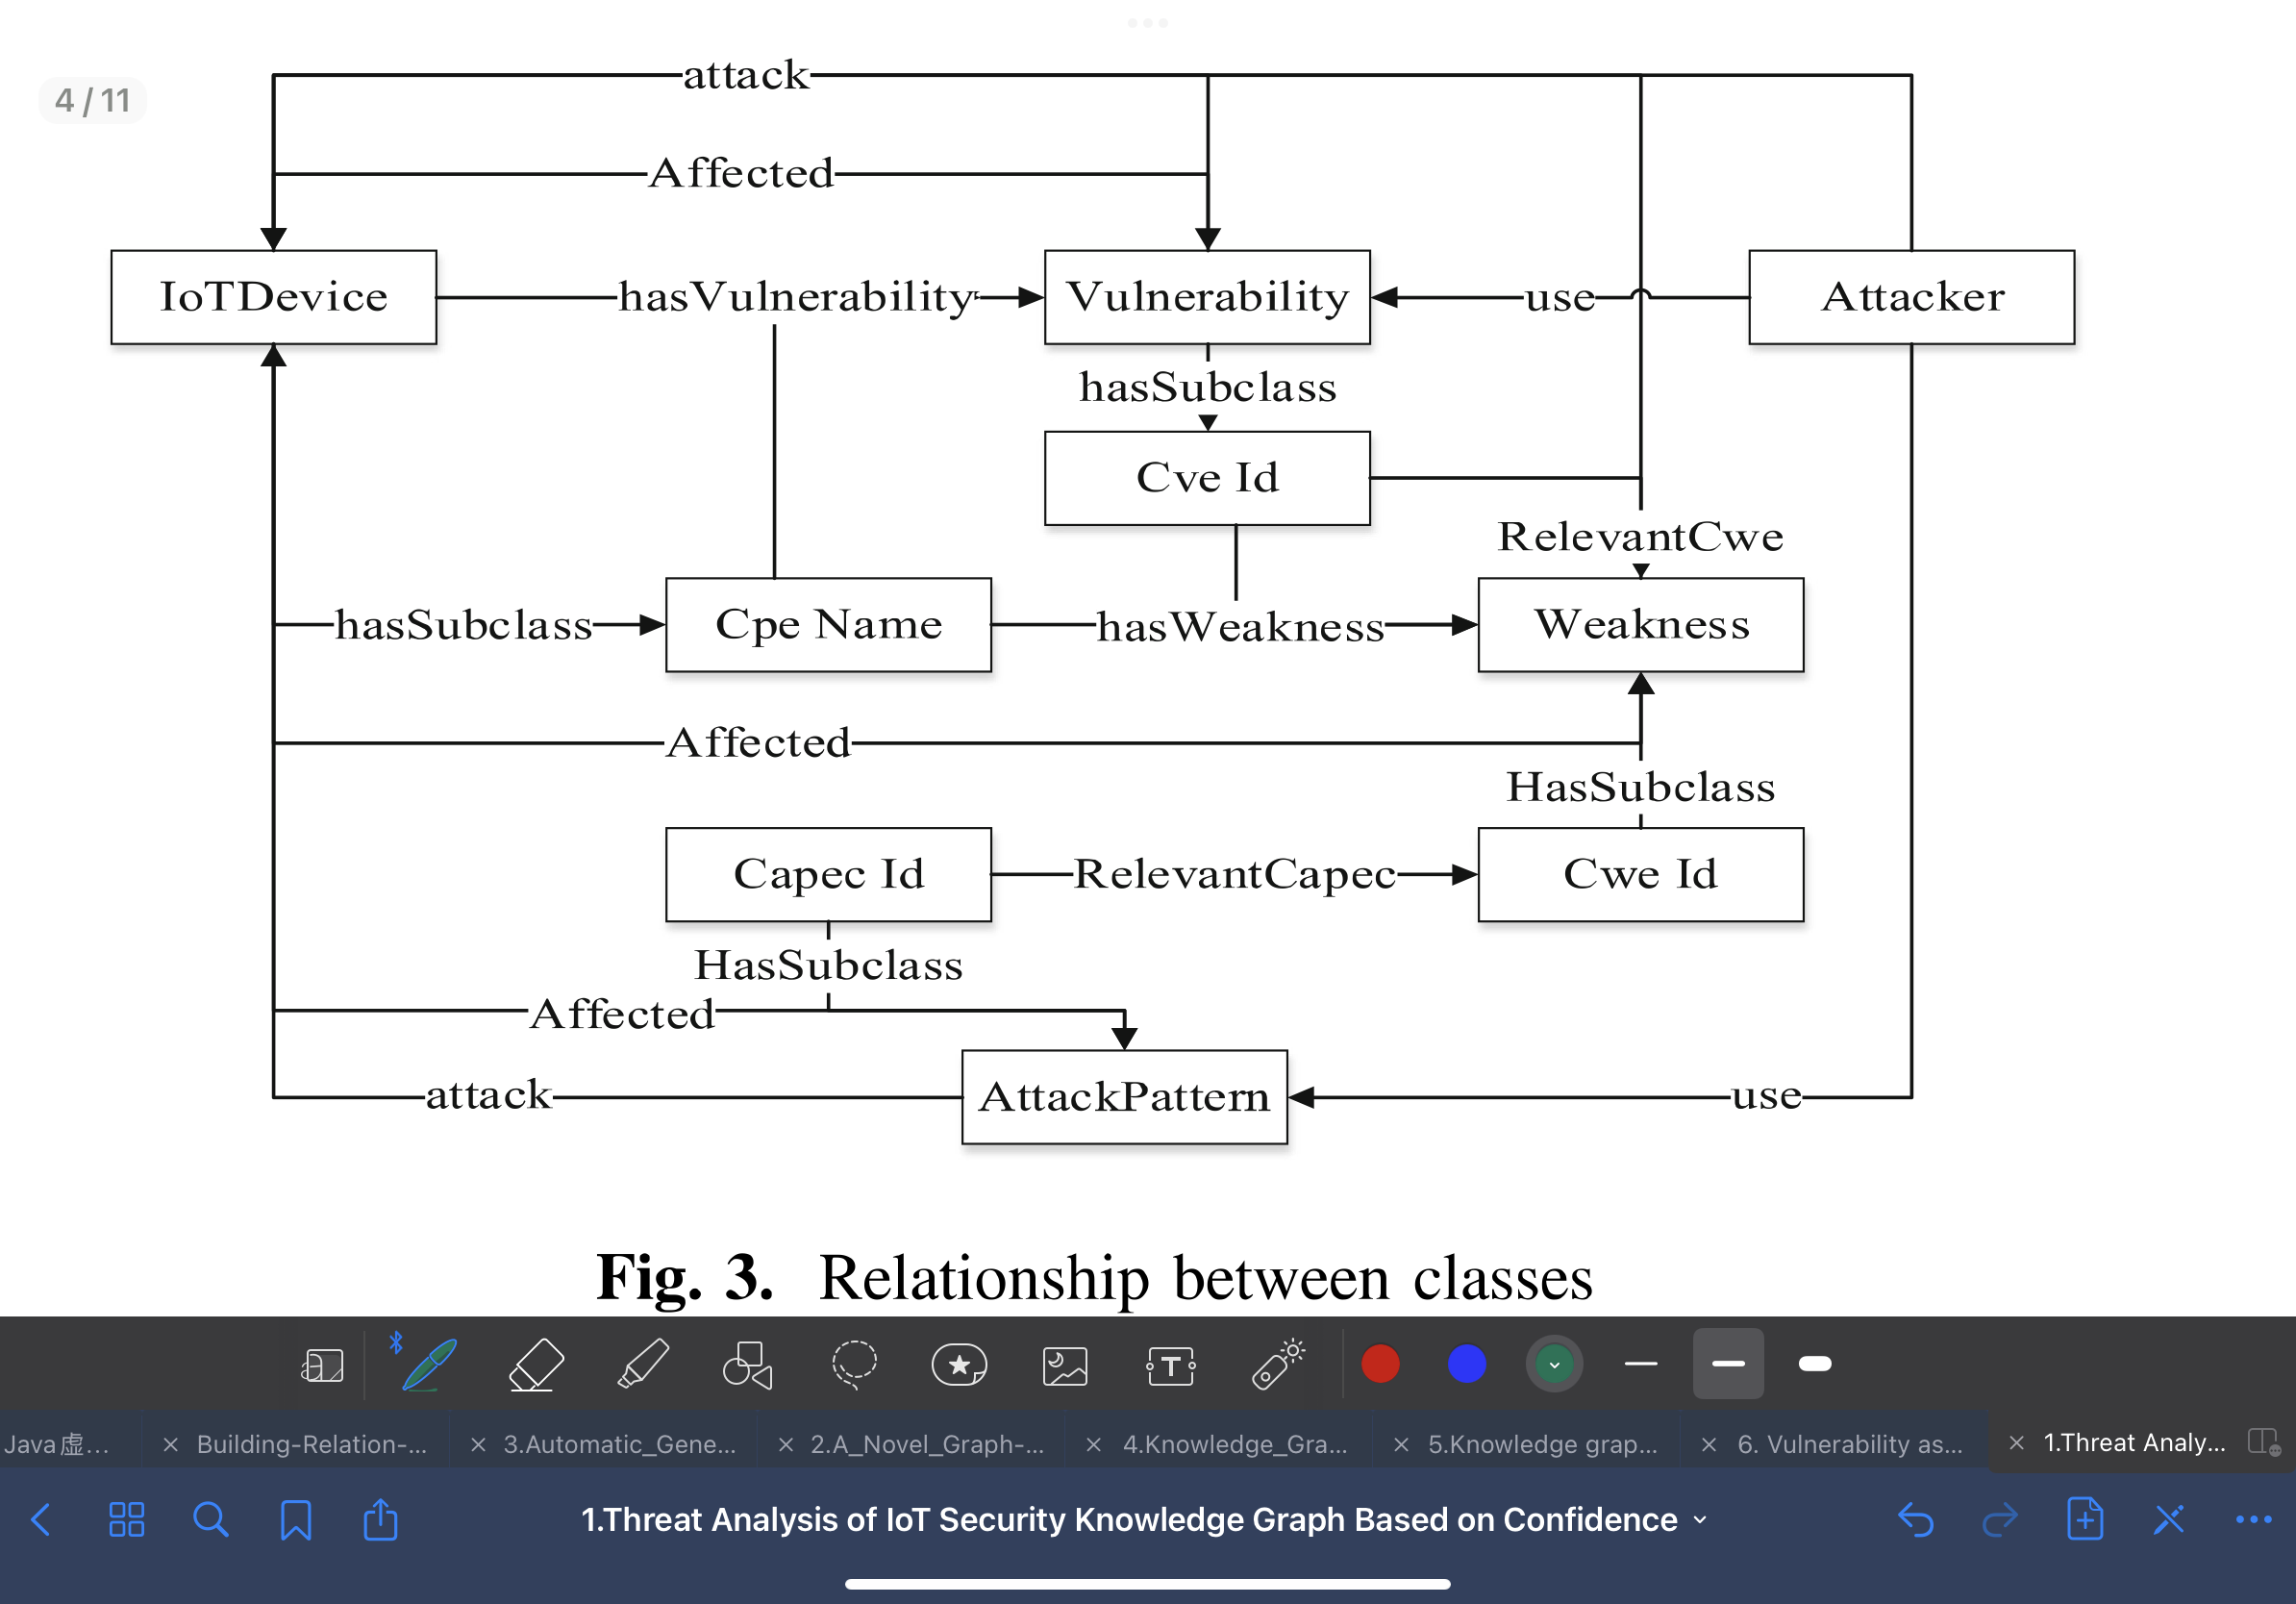 attack
4 / 11
Affected
IoTDevice
hasVulnerability
Vulnerability
use
Attacker
hasSubclass
Cve Id
RelevantCwe
hasSubclass
Cpe Name
hasWeakness
Weakness
Affected
HasSubclass
Capec Id
RelevantCapec
Cwe Id
HasSubclass
Affected
attack
AttackPattern
use
Fig. 3. Relationship between classes
Java虚...
Building-Relation-...
3.Automatic_Gene...
2.A_Novel_Graph-...
4.Knowledge_Gra...
5.Knowledge grap...
6. Vulnerability as...
1.Threat Analy...
1.Threat Analysis of IoT Security Knowledge Graph Based on Confidence